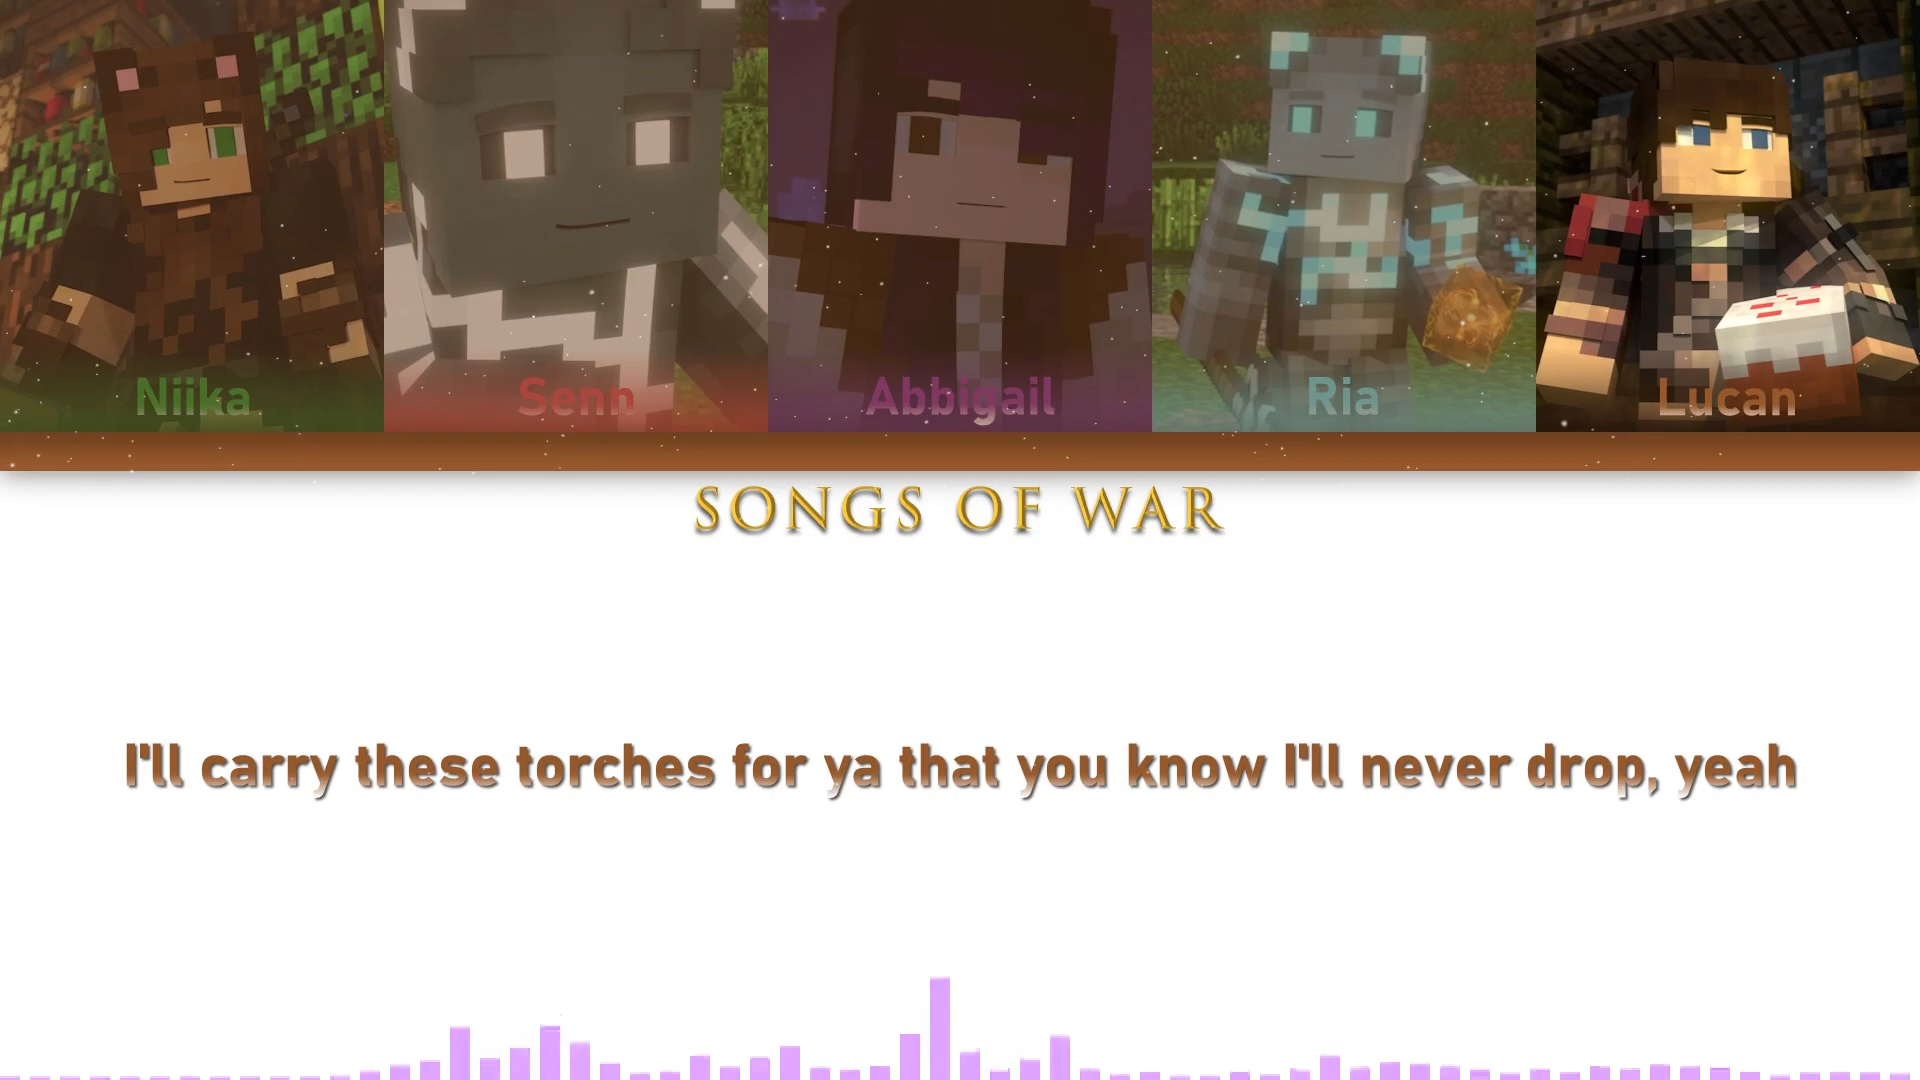 Niika
Senn
Abbigail
Ria
Lucan
SONGS OF WAR
I'll carry these torches for ya that you know I'll never drop, yeah